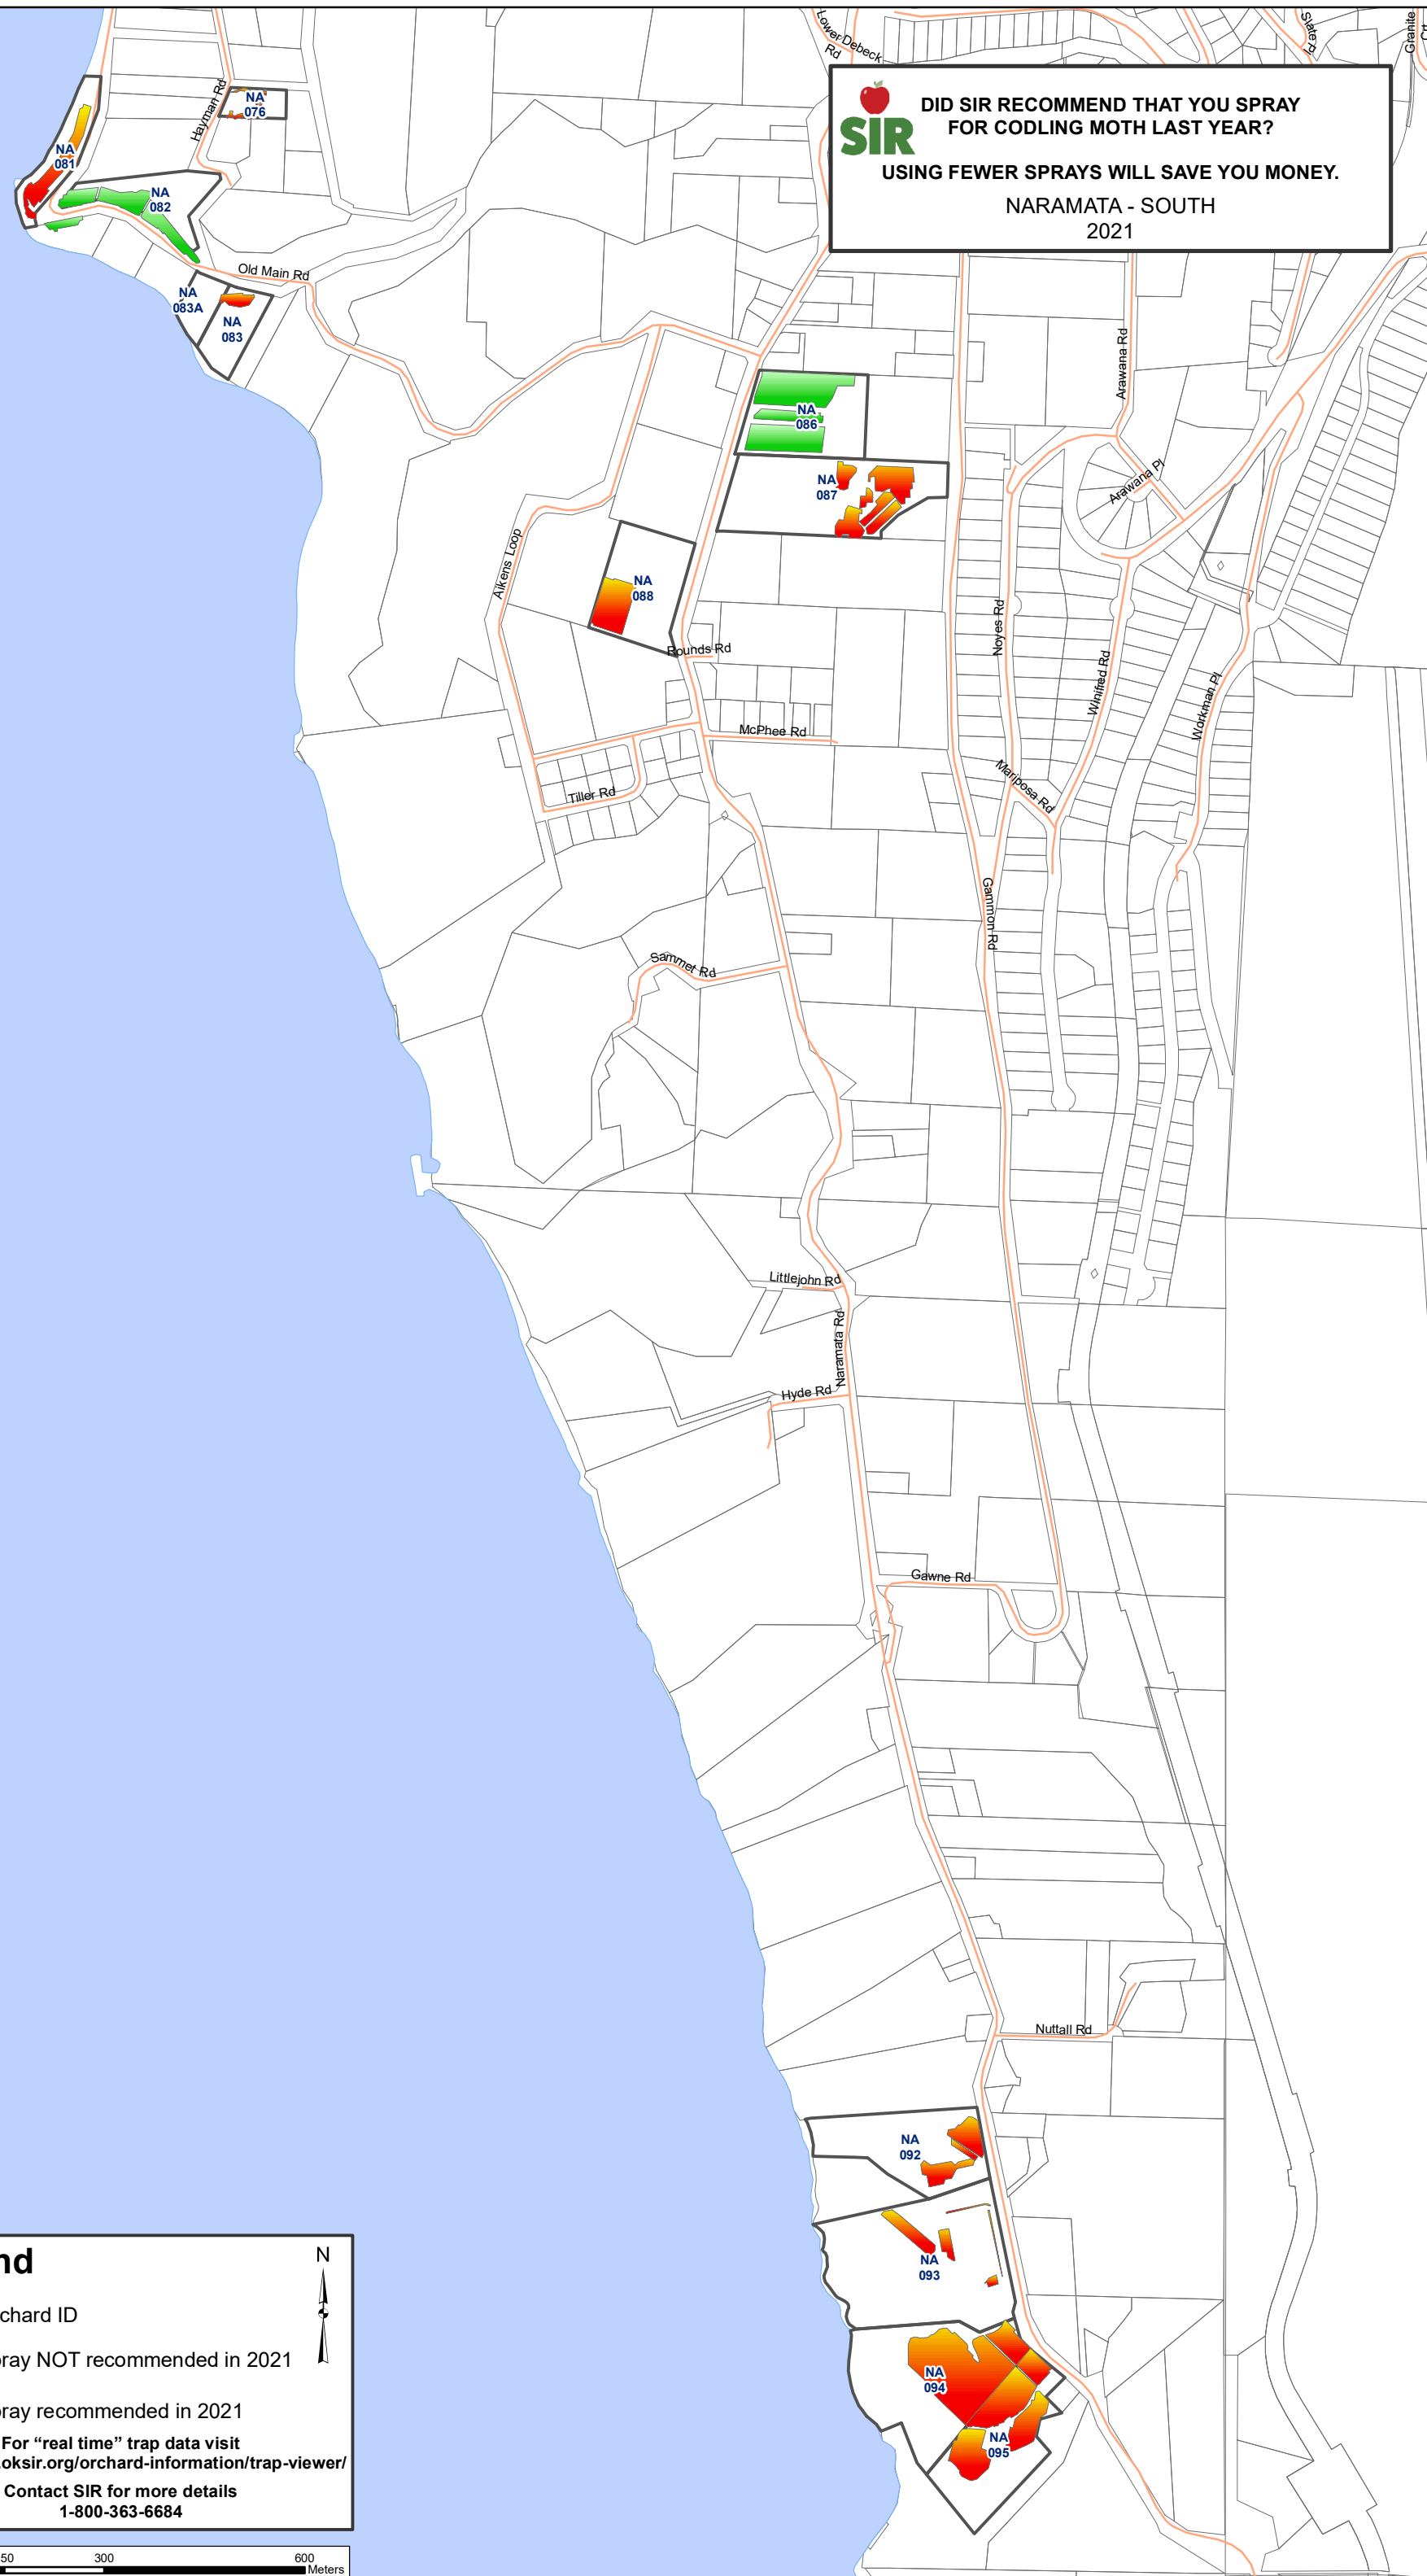 Lower Debeck
Rd
Slate Rd
Granite
SIR
DID SIR RECOMMEND THAT YOU SPRAY
FOR CODLING MOTH LAST YEAR?
USING FEWER SPRAYS WILL SAVE YOU MONEY.
NARAMATA - SOUTH
2021
Hayman Rd
NA
076
NA
081
NA
082
Old Main Rd
NA
083A
NA
083
Arawana Rd
NA
086
Arawana Pl
NA
087
Aikens Loop
NA
088
Noyes Rd
Rounds Rd
Winifred Rd
Workman Pl
McPhee Rd
Mariposa Rd
Tiller Rd
Gammon Rd
Sammet Rd
Littlejohn Rd
Naramata Rd
Hyde Rd
Gawne Rd
Nuttall Rd
NA
092
NA
093
NA
094
NA
095
nd
N
chard ID
ray NOT recommended in 2021
ray recommended in 2021
For “real time” trap data visit
.oksir.org/orchard-information/trap-viewer/
Contact SIR for more details
1-800-363-6684
50 300 600
Meters